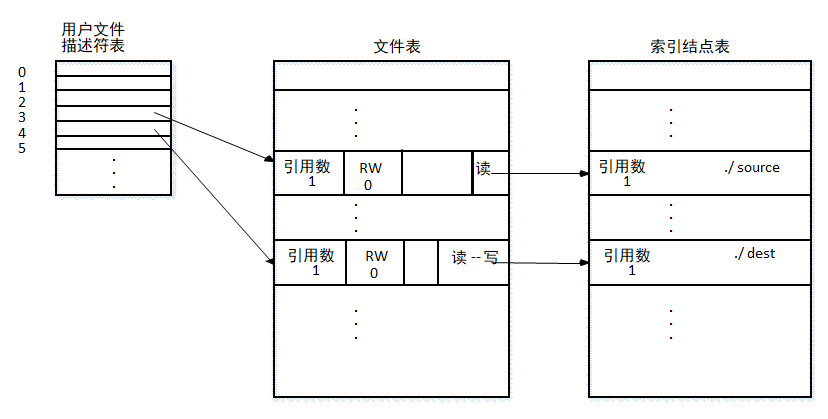 用户文件
描述符表
文件表
索引结点表
0
1
2
3
4
5
引用数
1
RW
0
读
引用数
1
./ source
引用数
1
RW
0
读 -- 写
引用数
1
./ dest